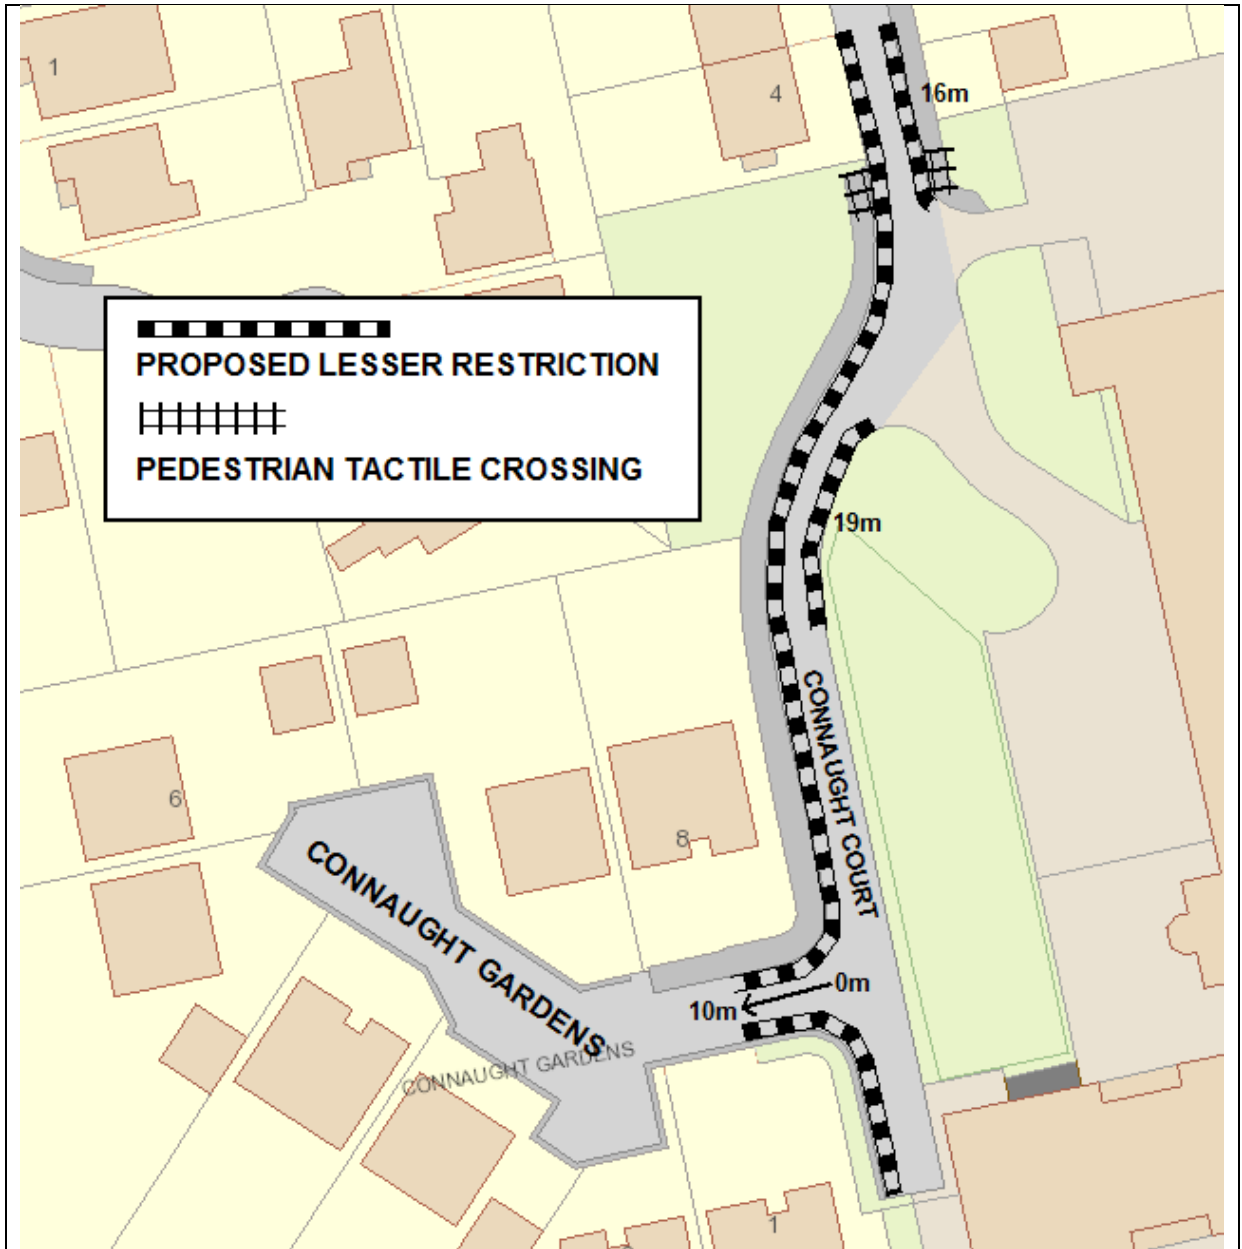 1
4
16m
PROPOSED LESSER RESTRICTION
PEDESTRIAN TACTILE CROSSING
19m
CONNAUGHT COURT
6
8
CONNAUGHT GARDENS
0m
10m
CONNAUGHT GARDENS
1